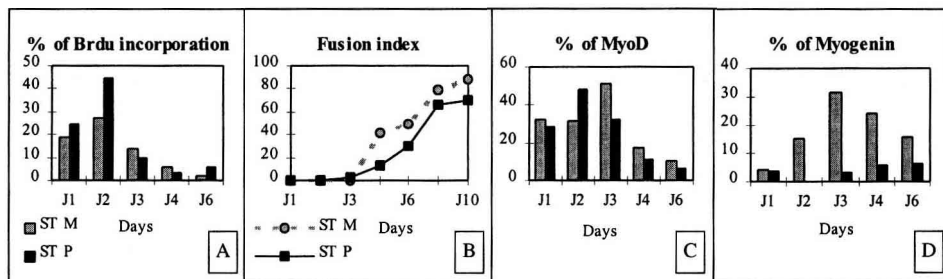 % of Brdu incorporation
50
40
30
20
10
0
J1 J2 J3 J4 J6
Days
ST M
ST P
A
Fusion index
100
80
60
40
20
0
J1 J3 J6 J10
Days
ST M
ST P
B
% of MyoD
60
40
20
0
J1 J2 J3 J4 J6
Days
C
% of Myogenin
40
30
20
10
0
J1 J2 J3 J4 J6
Days
D